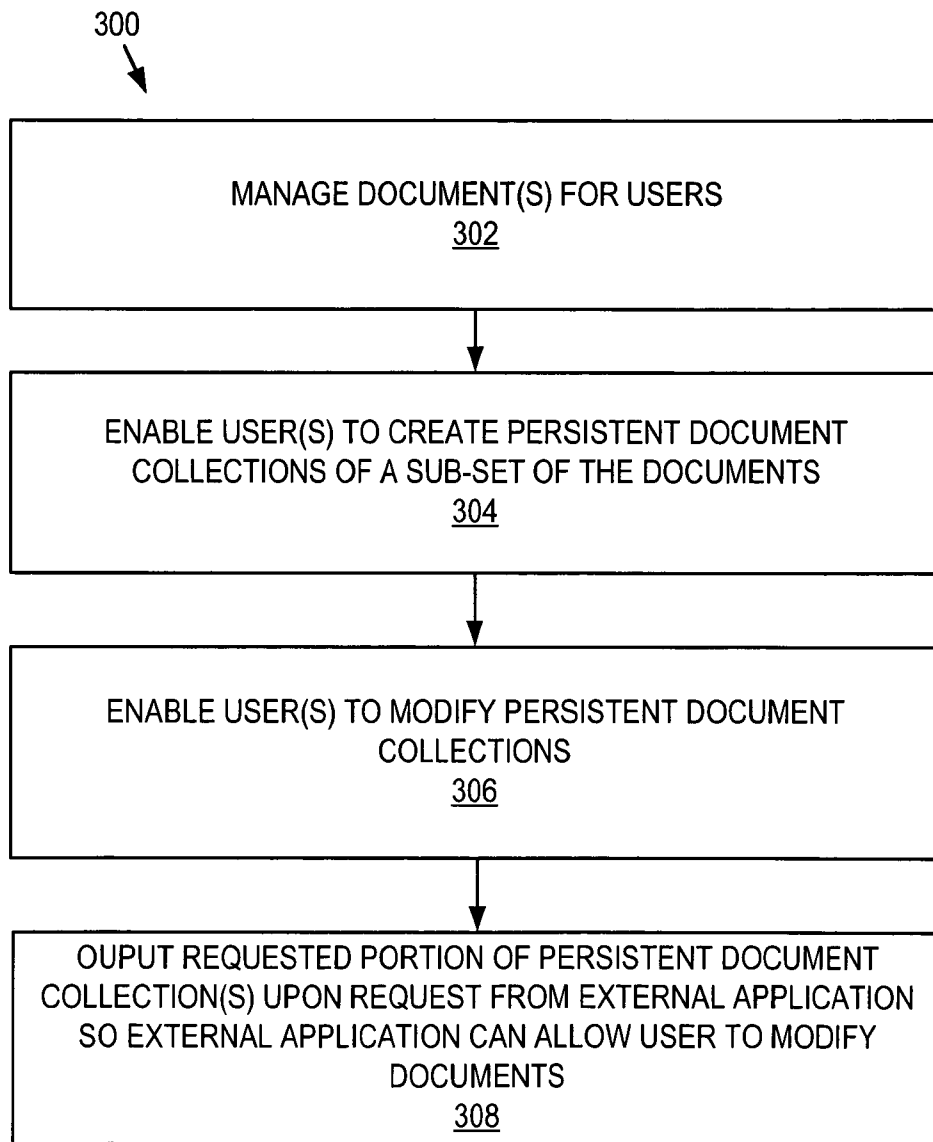 300
MANAGE DOCUMENT(S) FOR USERS
302
ENABLE USER(S) TO CREATE PERSISTENT DOCUMENT
COLLECTIONS OF A SUB-SET OF THE DOCUMENTS
304
ENABLE USER(S) TO MODIFY PERSISTENT DOCUMENT
COLLECTIONS
306
OUPUT REQUESTED PORTION OF PERSISTENT DOCUMENT
COLLECTION(S) UPON REQUEST FROM EXTERNAL APPLICATION
SO EXTERNAL APPLICATION CAN ALLOW USER TO MODIFY
DOCUMENTS
308